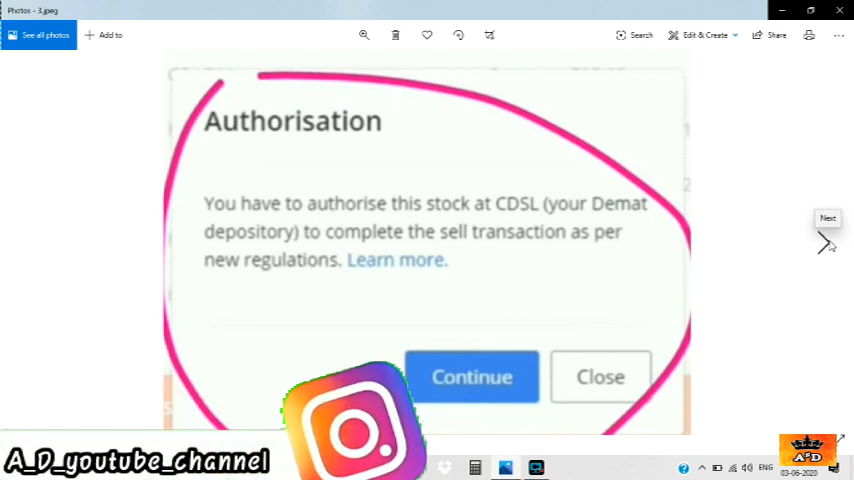 Photos - 3.jpeg
See all photos
Add to
Search
Edit & Create
Share
Authorisation
You have to authorise this stock at CDSL (your Demat
depository) to complete the sell transaction as per
new regulations. Learn more.
Next
Continue
Close
A_D_youtube_channel
ENG
A&D
03-06-2020